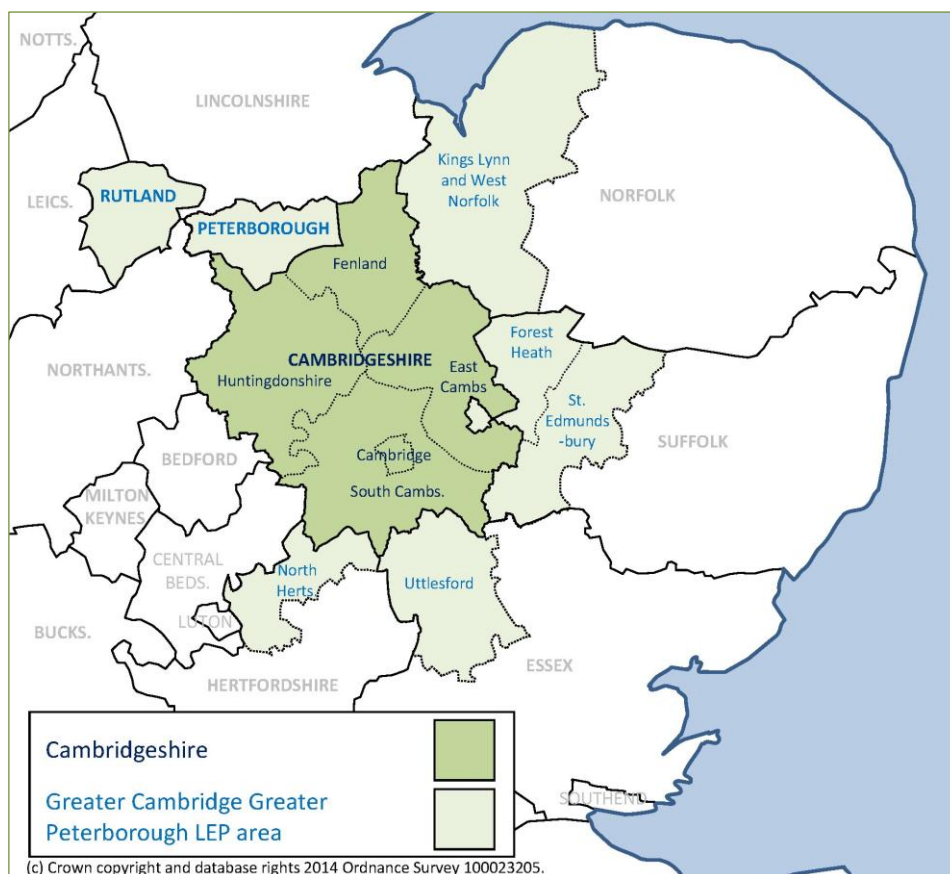 NOTTS.
LINCOLNSHIRE
Kings Lynn
and West
Norfolk
RUTLAND
LEICS.
NORFOLK
PETERBOROUGH
Fenland
Forest
Heath
CAMBRIDGESHIRE
East
Cambs
NORTHANTS.
Huntingdonshire
St.
Edmunds
-bury
SUFFOLK
BEDFORD
Cambridge
MILTON
KEYNES
South Cambs.
CENTRAL
BEDS.
North
Herts.
Uttlesford
LUTON
BUCKS.
ESSEX
HERTFORDSHIRE
Cambridgeshire
Greater Cambridge Greater
Peterborough LEP area
SOUTHEND
(c) Crown copyright and database rights 2014 Ordnance Survey 100023205.